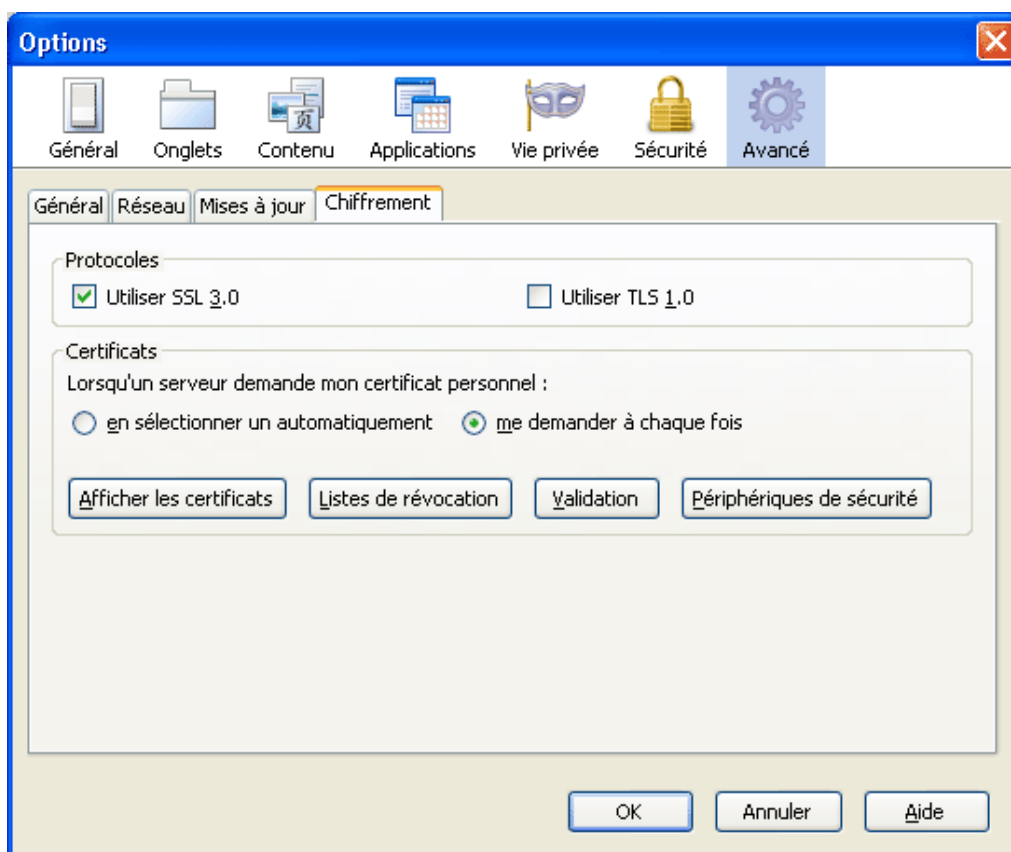 Options
Général Onglets Contenu Applications Vie privée Sécurité Avancé
Général Réseau Mises à jour Chiffrement
Protocoles
Utiliser SSL 3.0 Utiliser TLS 1.0
Certificats
Lorsqu'un serveur demande mon certificat personnel :
en sélectionner un automatiquement me demander à chaque fois
Afficher les certificats Listes de révocation Validation Périphériques de sécurité
OK Annuler Aide
页